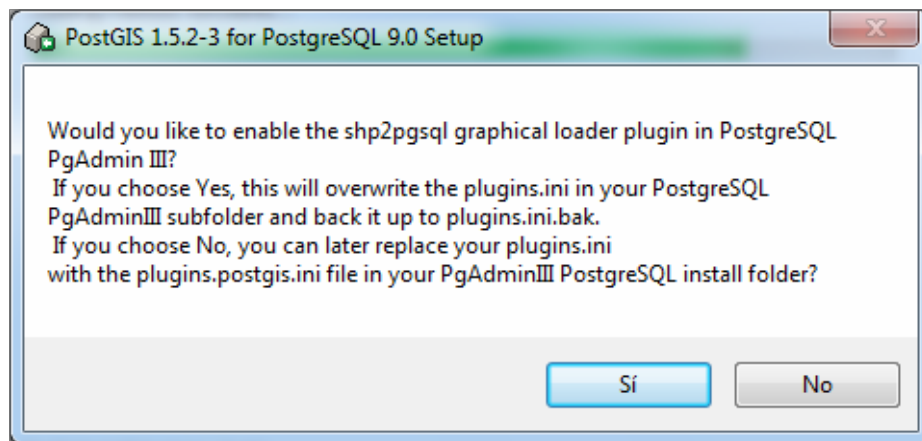 PostGIS 1.5.2-3 for PostgreSQL 9.0 Setup
Would you like to enable the shp2pgsql graphical loader plugin in PostgreSQL
PgAdmin III?
If you choose Yes, this will overwrite the plugins.ini in your PostgreSQL
PgAdminIII subfolder and back it up to plugins.ini.bak.
If you choose No, you can later replace your plugins.ini
with the plugins.postgis.ini file in your PgAdminIII PostgreSQL install folder?
Sí
No